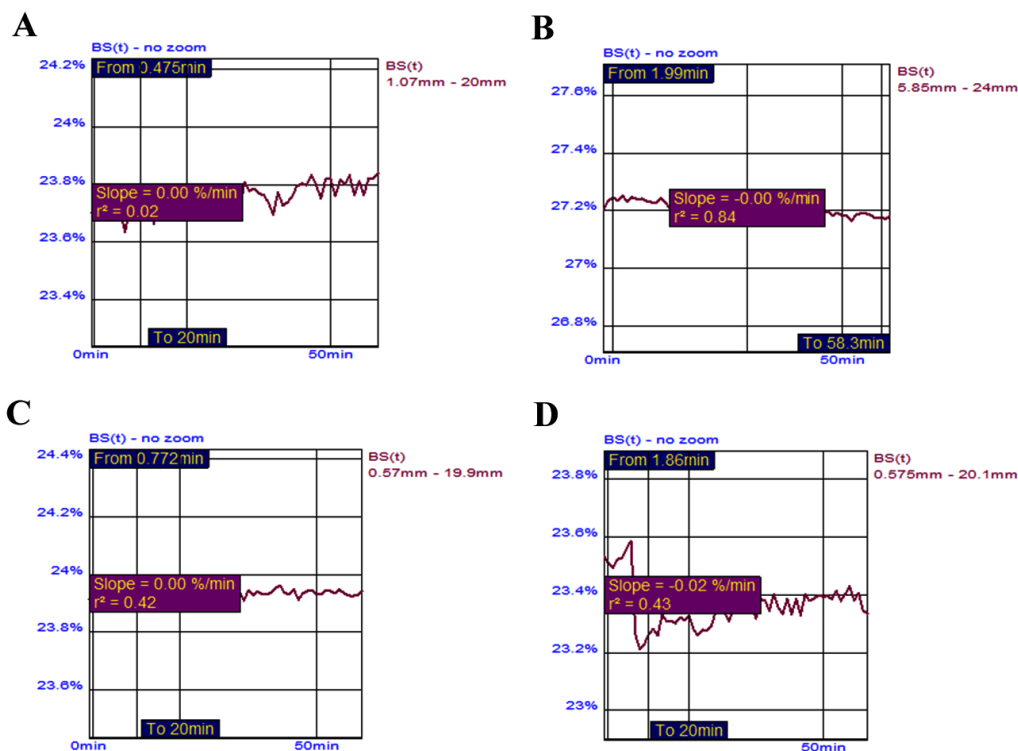 A
BS(t) - no zoom
24.2%
From 0.475min
BS(t)
1.07mm - 20mm
24%
23.8%
Slope = 0.00 %/min
r² = 0.02
23.6%
23.4%
To 20min
0min
50min
B
BS(t) - no zoom
From 1.99min
BS(t)
5.85mm - 24mm
27.6%
27.4%
27.2%
Slope = -0.00 %/min
r² = 0.84
27%
26.8%
To 58.3min
0min
50min
C
BS(t) - no zoom
24.4%
From 0.772min
BS(t)
0.57mm - 19.9mm
24.2%
24%
Slope = 0.00 %/min
r² = 0.42
23.8%
23.6%
To 20min
0min
50min
D
BS(t) - no zoom
From 1.86min
BS(t)
0.575mm - 20.1mm
23.8%
23.6%
23.4%
Slope = -0.02 %/min
r² = 0.43
23.2%
23%
To 20min
50min